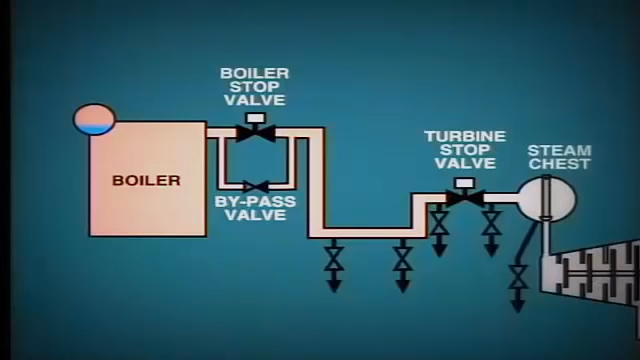 BOILER
STOP
VALVE
TURBINE
STOP
VALVE
STEAM
CHEST
BOILER
BY-PASS
VALVE